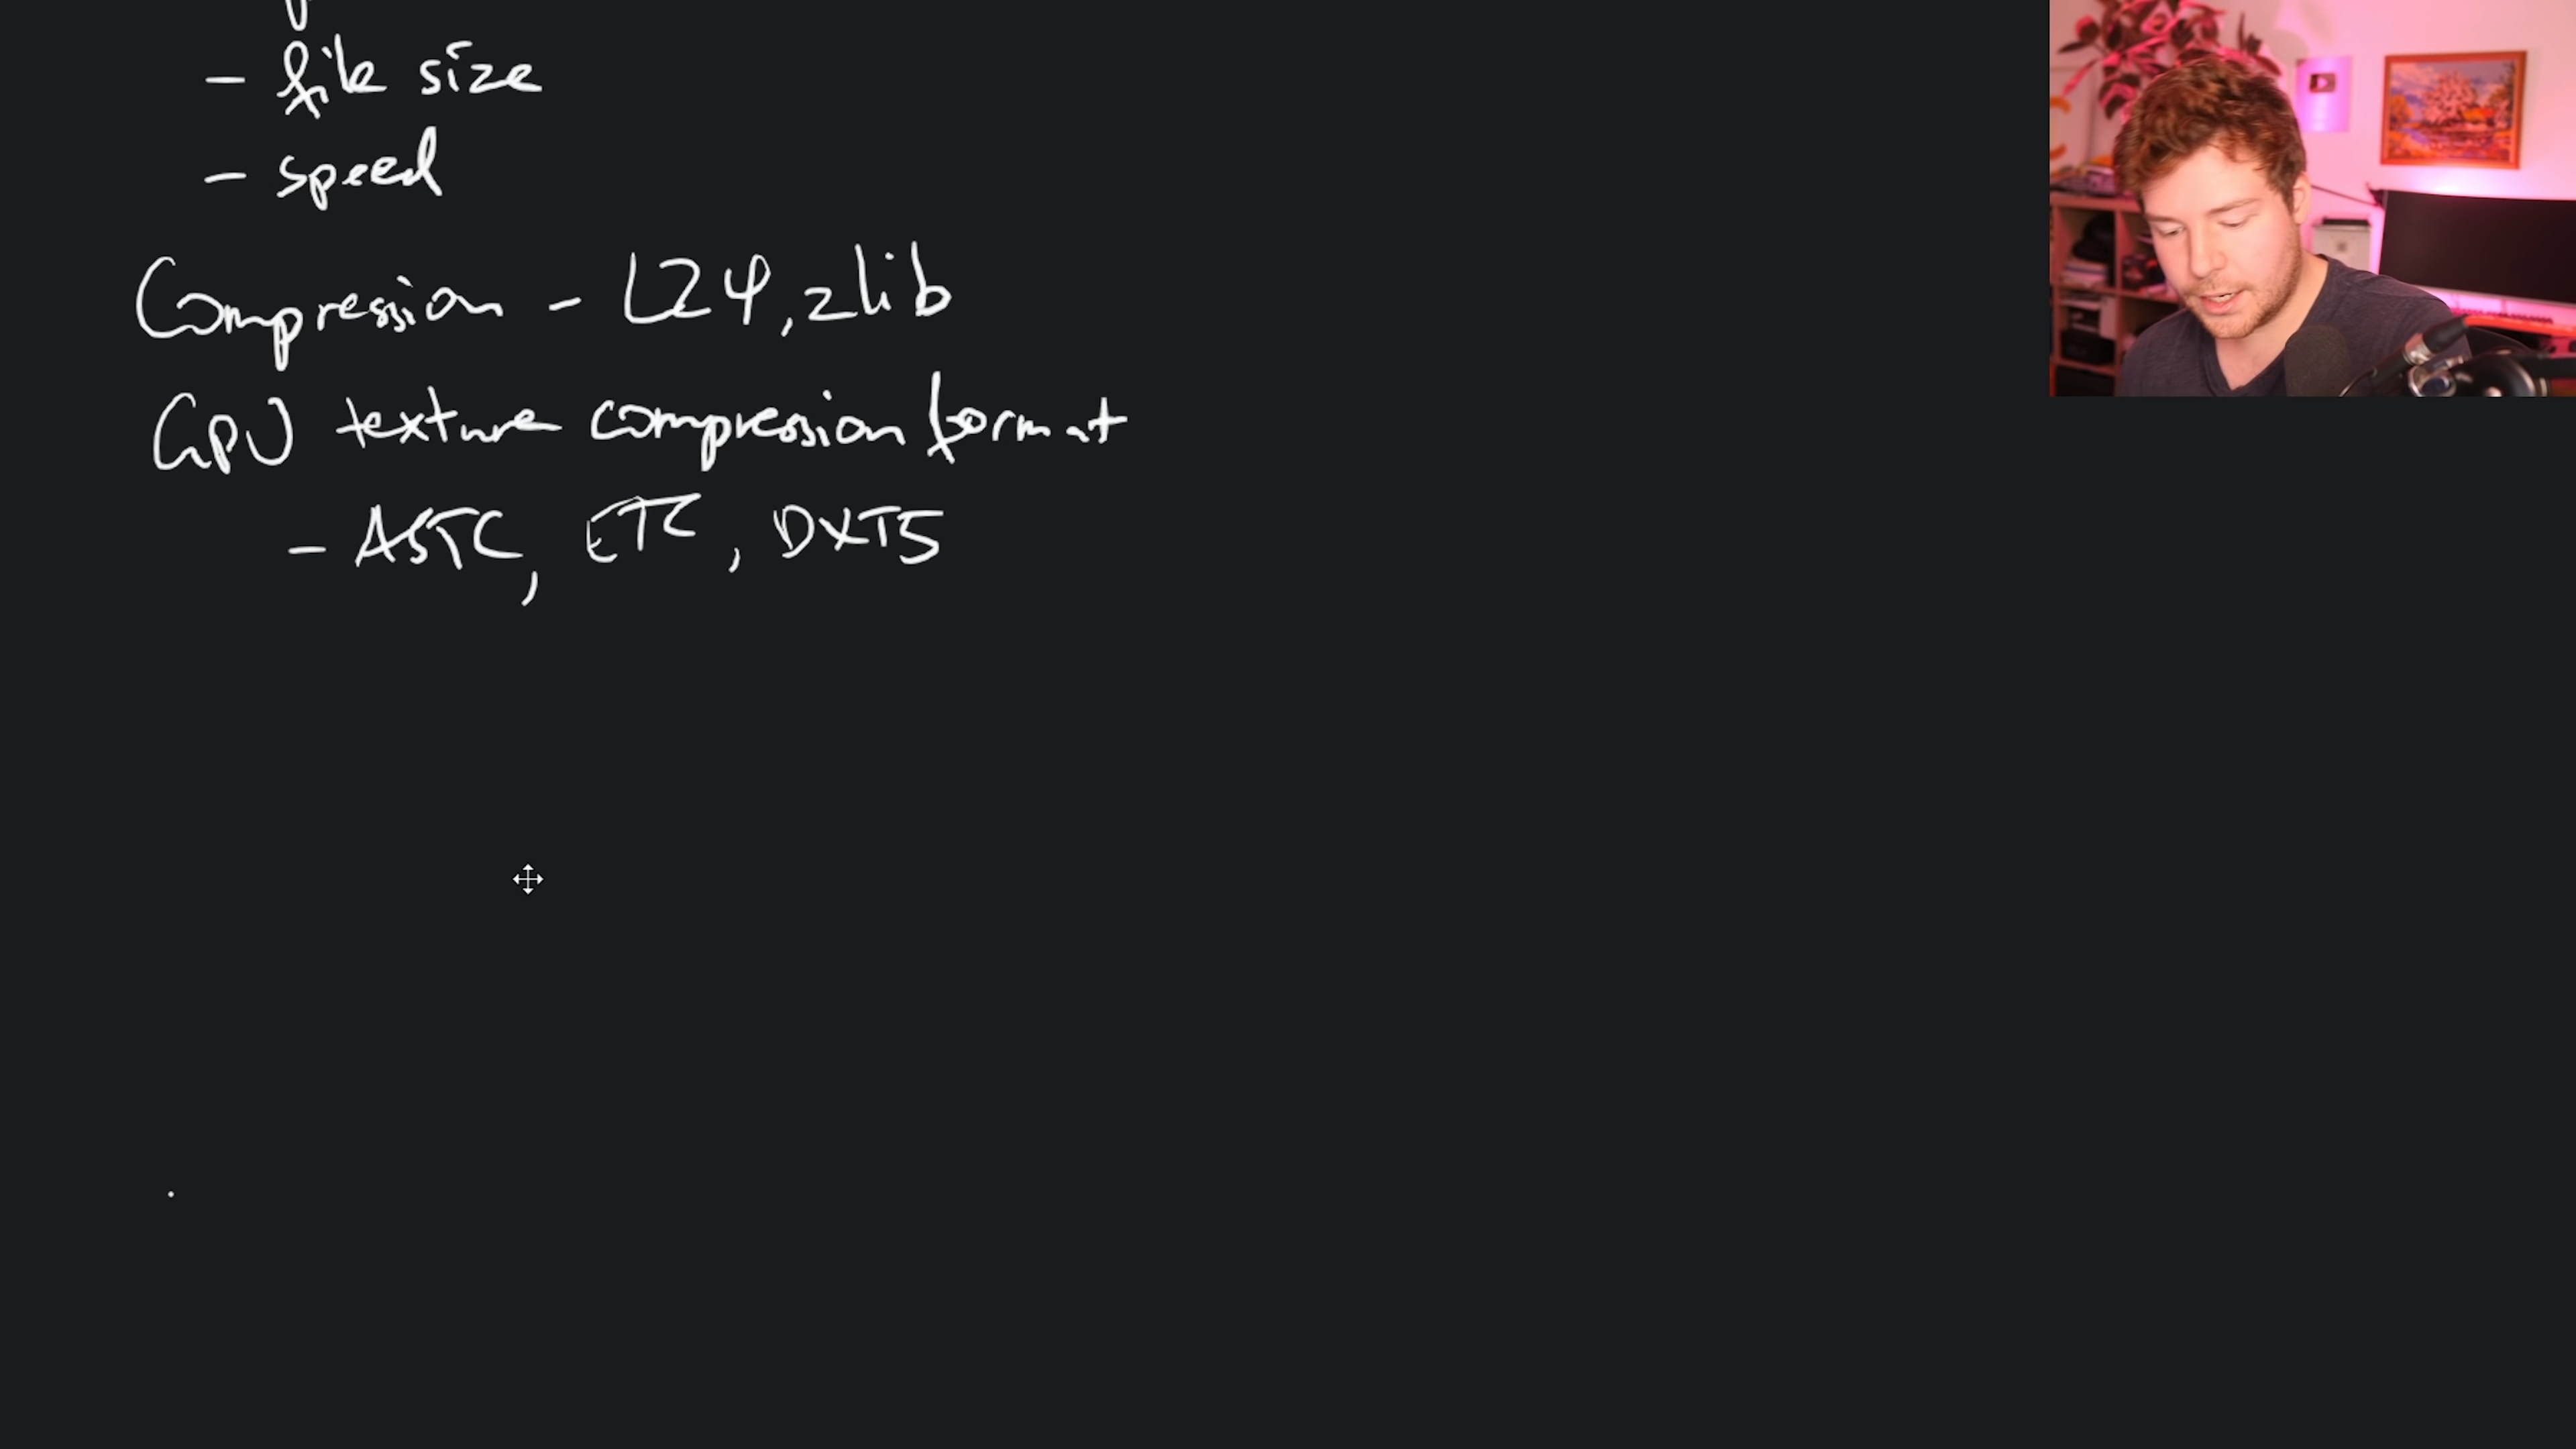 - file size
- speed
Compression - LZ4, zlib
GPU texture compression format
- ASTC, ETC, DXT5